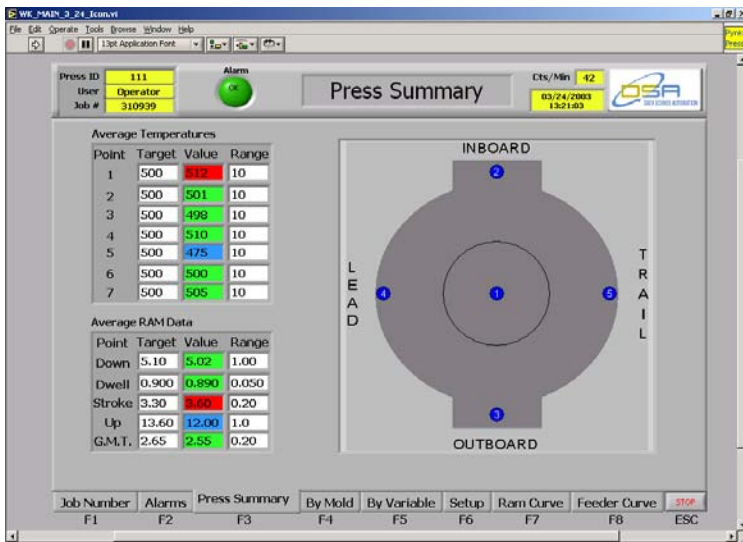 WK_MAIN_3_24_Icon.vi
File Edit Operate Tools Browse Window Help
13pt Application Font
Press ID 111
User Operator
Job # 310939
Alarm
OK
Press Summary
Cts/Min 42
03/24/2003
13:21:03
DSA
DATA SCIENCE AUTOMATION
Average Temperatures
Point Target Value Range
1 500 512 10
2 500 501 10
3 500 498 10
4 500 510 10
5 500 475 10
6 500 500 10
7 500 505 10
Average RAM Data
Point Target Value Range
Down 5.10 5.02 1.00
Dwell 0.900 0.890 0.050
Stroke 3.30 3.60 0.20
Up 13.60 12.00 1.0
G.M.T. 2.65 2.55 0.20
INBOARD
2
LEAD
4
1
5
TRAIL
3
OUTBOARD
Job Number Alarms Press Summary By Mold By Variable Setup Ram Curve Feeder Curve STOP
F1 F2 F3 F4 F5 F6 F7 F8 ESC